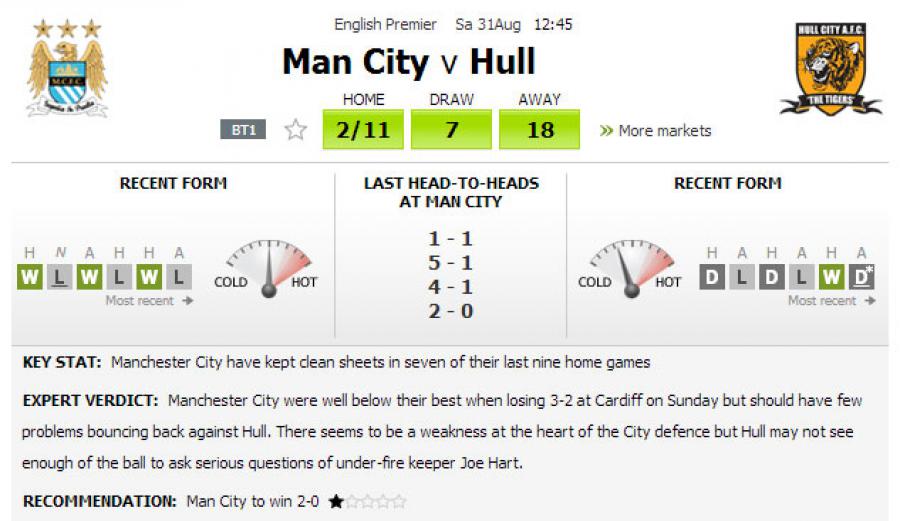 English Premier Sa 31Aug 12:45
Man City v Hull
HULL CITY A.F.C.
THE TIGERS
M.C.F.C.
HOME DRAW AWAY
BT1 2/11 7 18 » More markets
RECENT FORM
H N A H H A
W L W L W L
Most recent →
COLD HOT
LAST HEAD-TO-HEADS
AT MAN CITY
1 - 1
5 - 1
4 - 1
2 - 0
RECENT FORM
COLD HOT
H A H A H A
D L D L W D*
Most recent →
KEY STAT: Manchester City have kept clean sheets in seven of their last nine home games
EXPERT VERDICT: Manchester City were well below their best when losing 3-2 at Cardiff on Sunday but should have few
problems bouncing back against Hull. There seems to be a weakness at the heart of the City defence but Hull may not see
enough of the ball to ask serious questions of under-fire keeper Joe Hart.
RECOMMENDATION: Man City to win 2-0